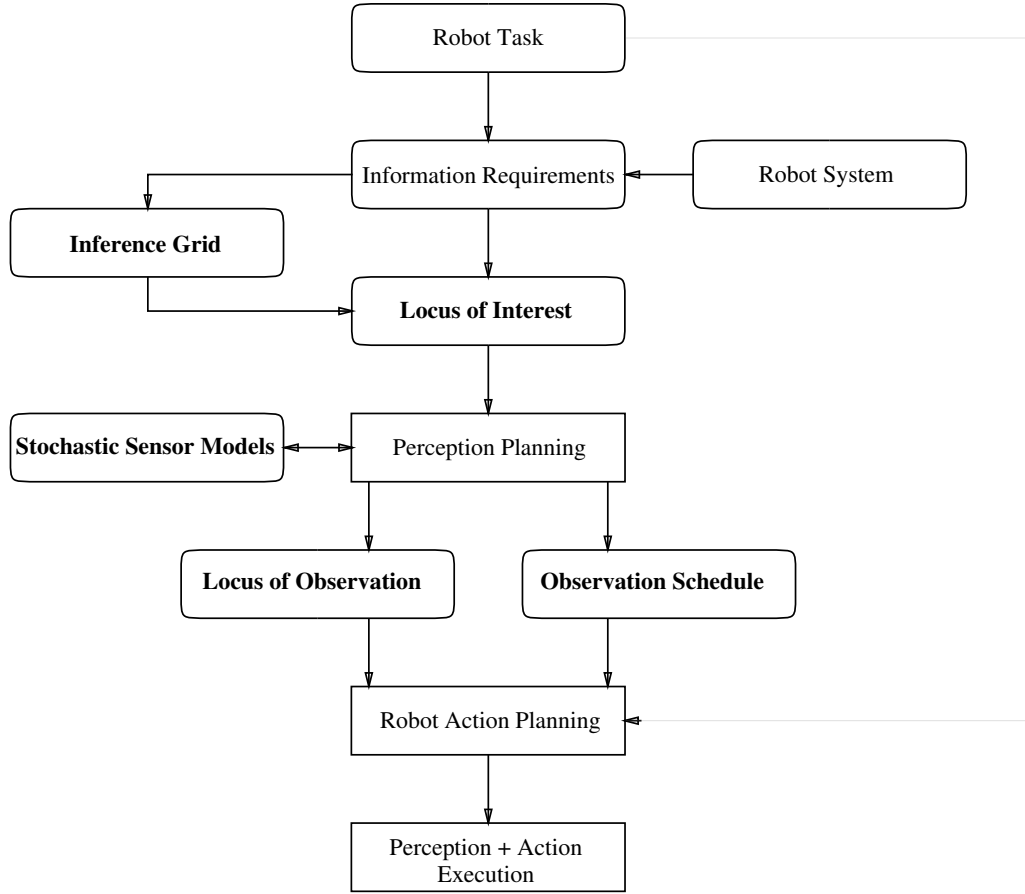 Robot Task
Information Requirements
Robot System
Inference Grid
Locus of Interest
Stochastic Sensor Models
Perception Planning
Locus of Observation
Observation Schedule
Robot Action Planning
Perception + Action
Execution